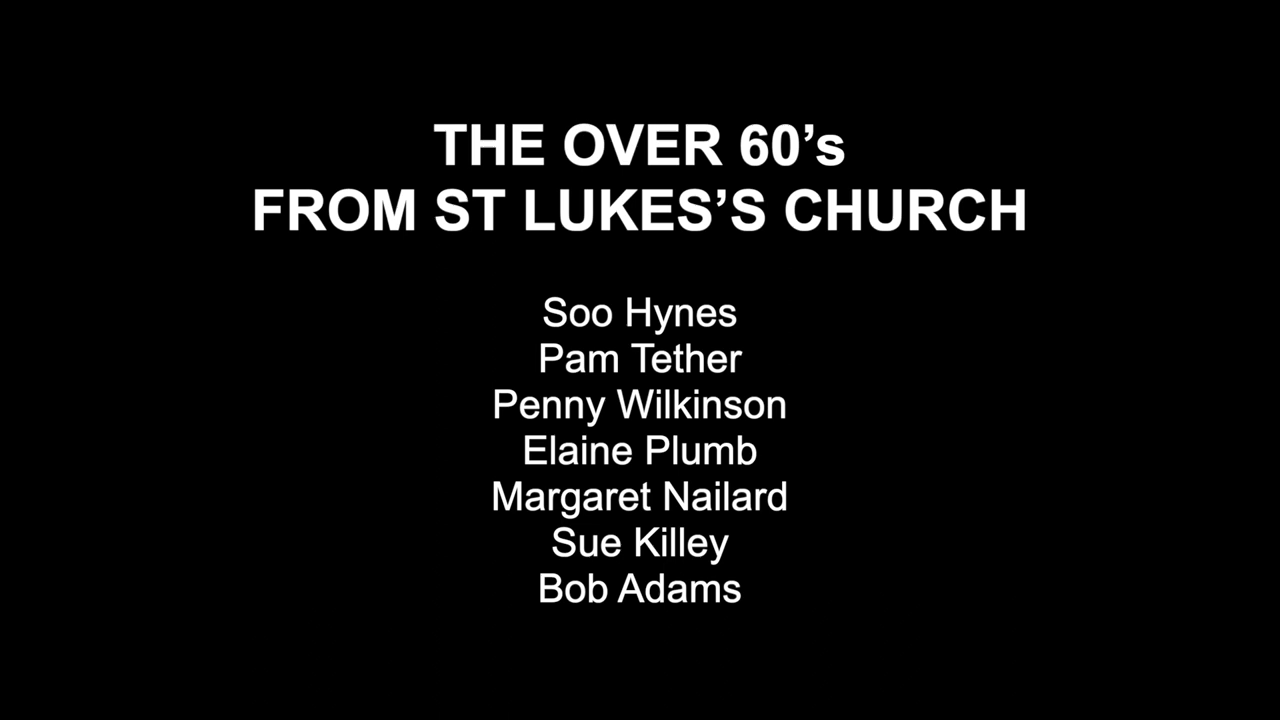 THE OVER 60’s
FROM ST LUKES’S CHURCH
Soo Hynes
Pam Tether
Penny Wilkinson
Elaine Plumb
Margaret Nailard
Sue Killey
Bob Adams